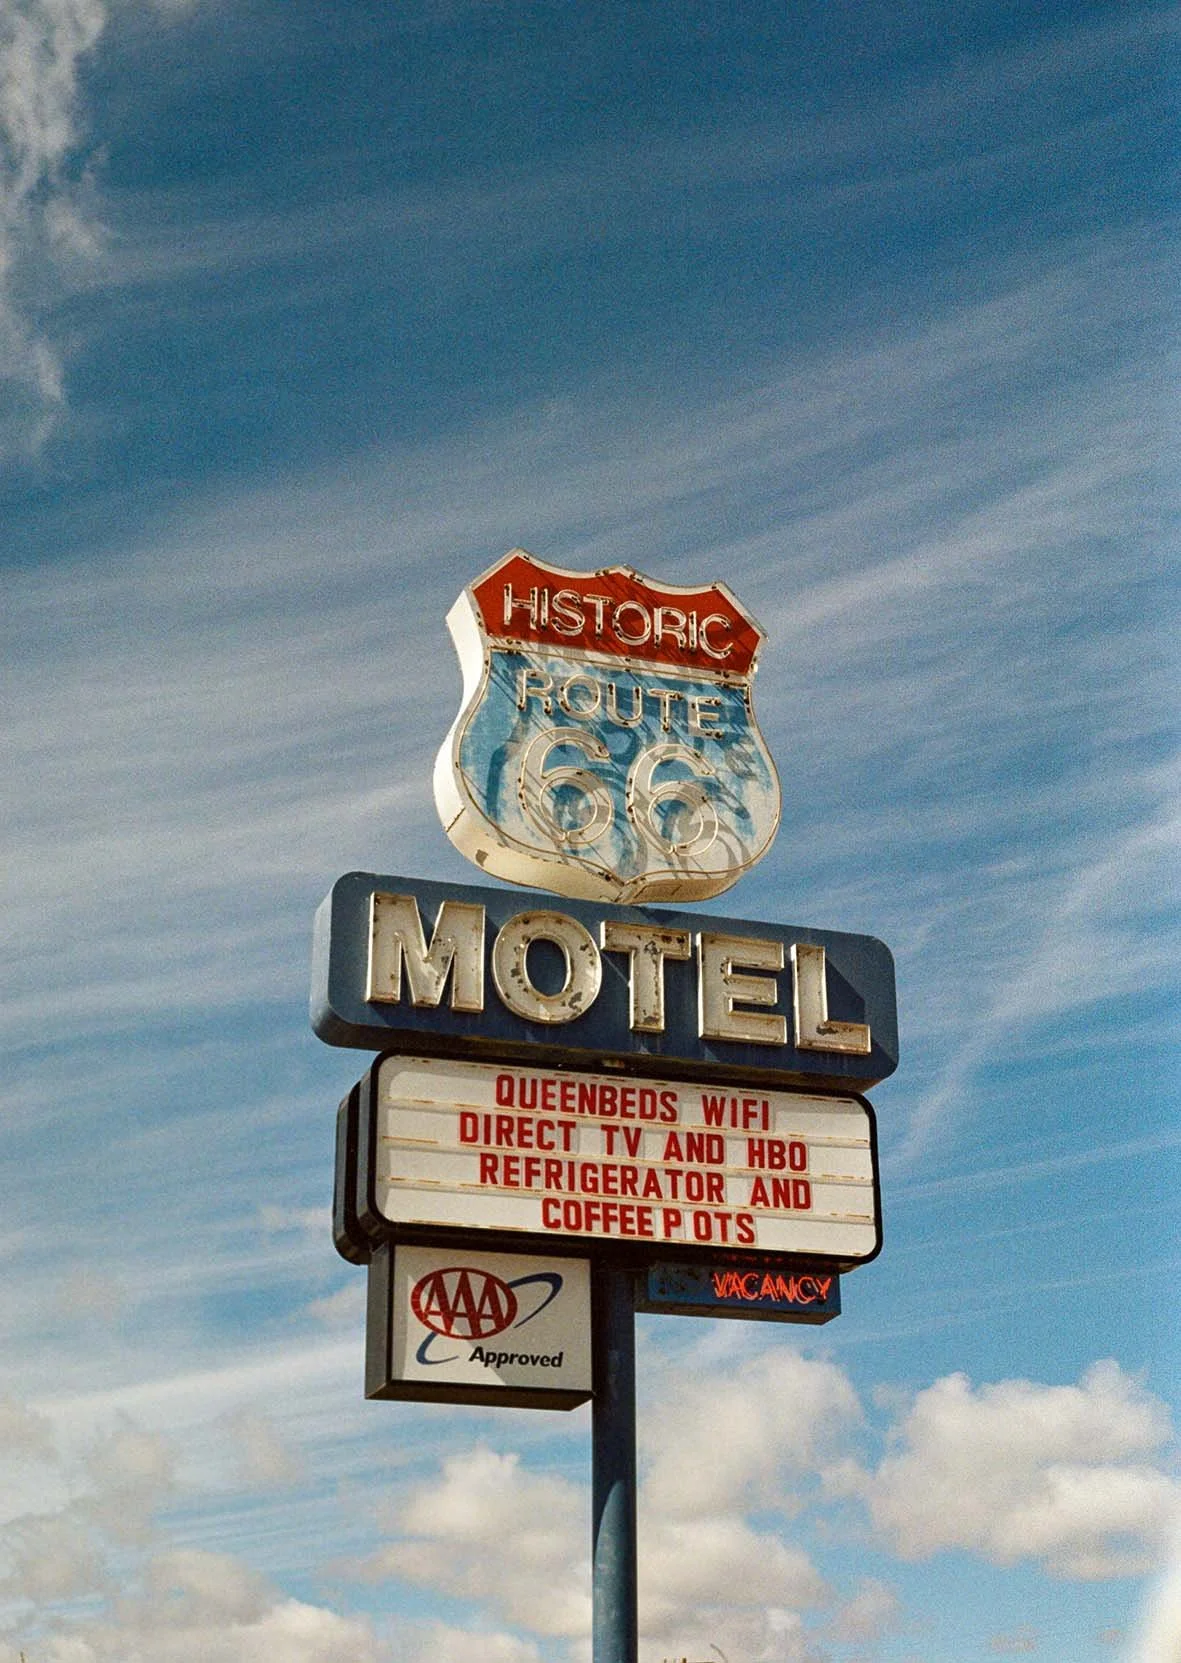 HISTORIC
ROUTE
66
MOTEL
QUEENBEDS WIFI
DIRECT TV AND HBO
REFRIGERATOR AND
COFFEE P OTS
AAA
Approved
VACANCY